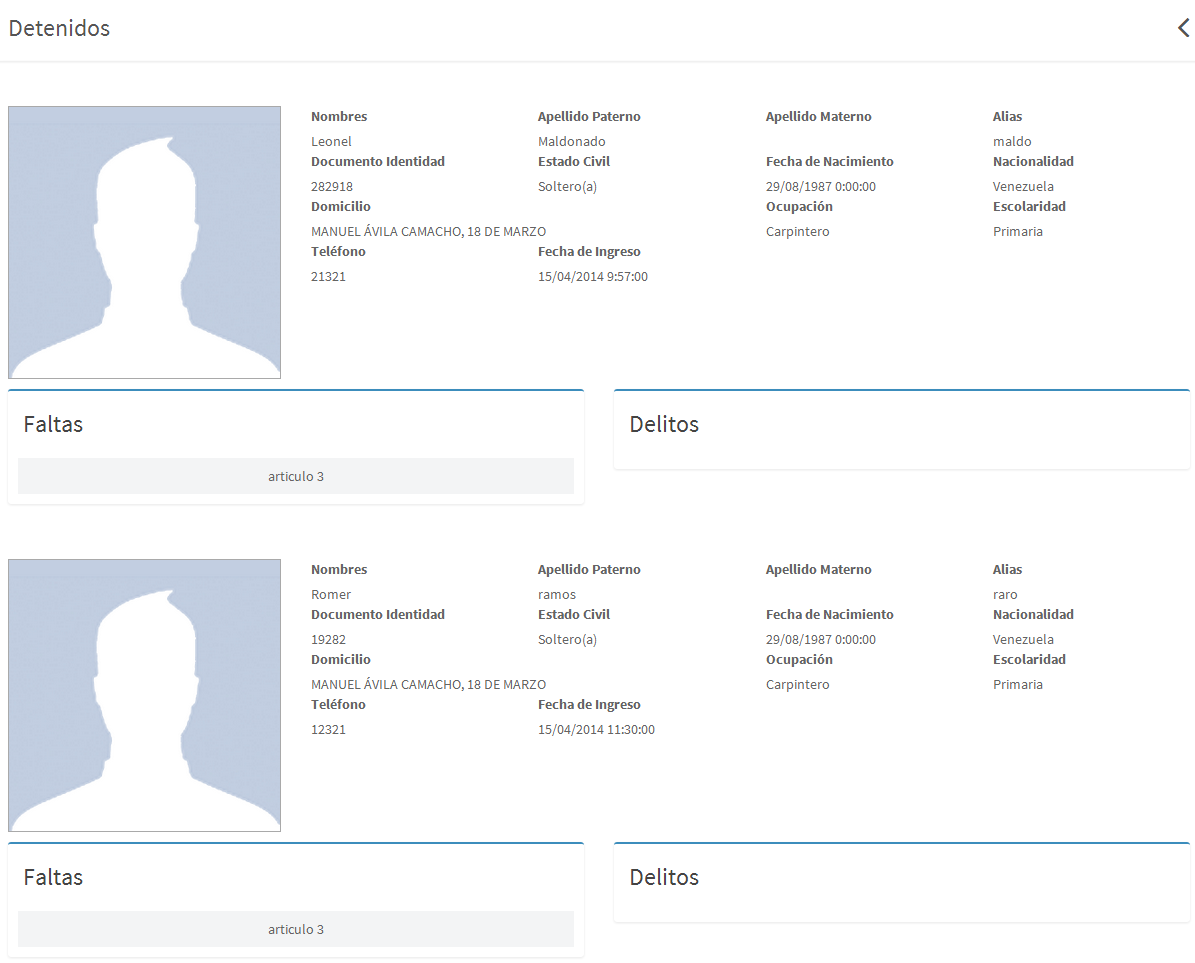 Detenidos
Nombres Apellido Paterno Apellido Materno Alias
Leonel Maldonado maldo
Documento Identidad Estado Civil Fecha de Nacimiento Nacionalidad
282918 Soltero(a) 29/08/1987 0:00:00 Venezuela
Domicilio Ocupación Escolaridad
MANUEL ÁVILA CAMACHO, 18 DE MARZO Carpintero Primaria
Teléfono Fecha de Ingreso
21321 15/04/2014 9:57:00
Faltas Delitos
articulo 3
Nombres Apellido Paterno Apellido Materno Alias
Romer ramos raro
Documento Identidad Estado Civil Fecha de Nacimiento Nacionalidad
19282 Soltero(a) 29/08/1987 0:00:00 Venezuela
Domicilio Ocupación Escolaridad
MANUEL ÁVILA CAMACHO, 18 DE MARZO Carpintero Primaria
Teléfono Fecha de Ingreso
12321 15/04/2014 11:30:00
Faltas Delitos
articulo 3